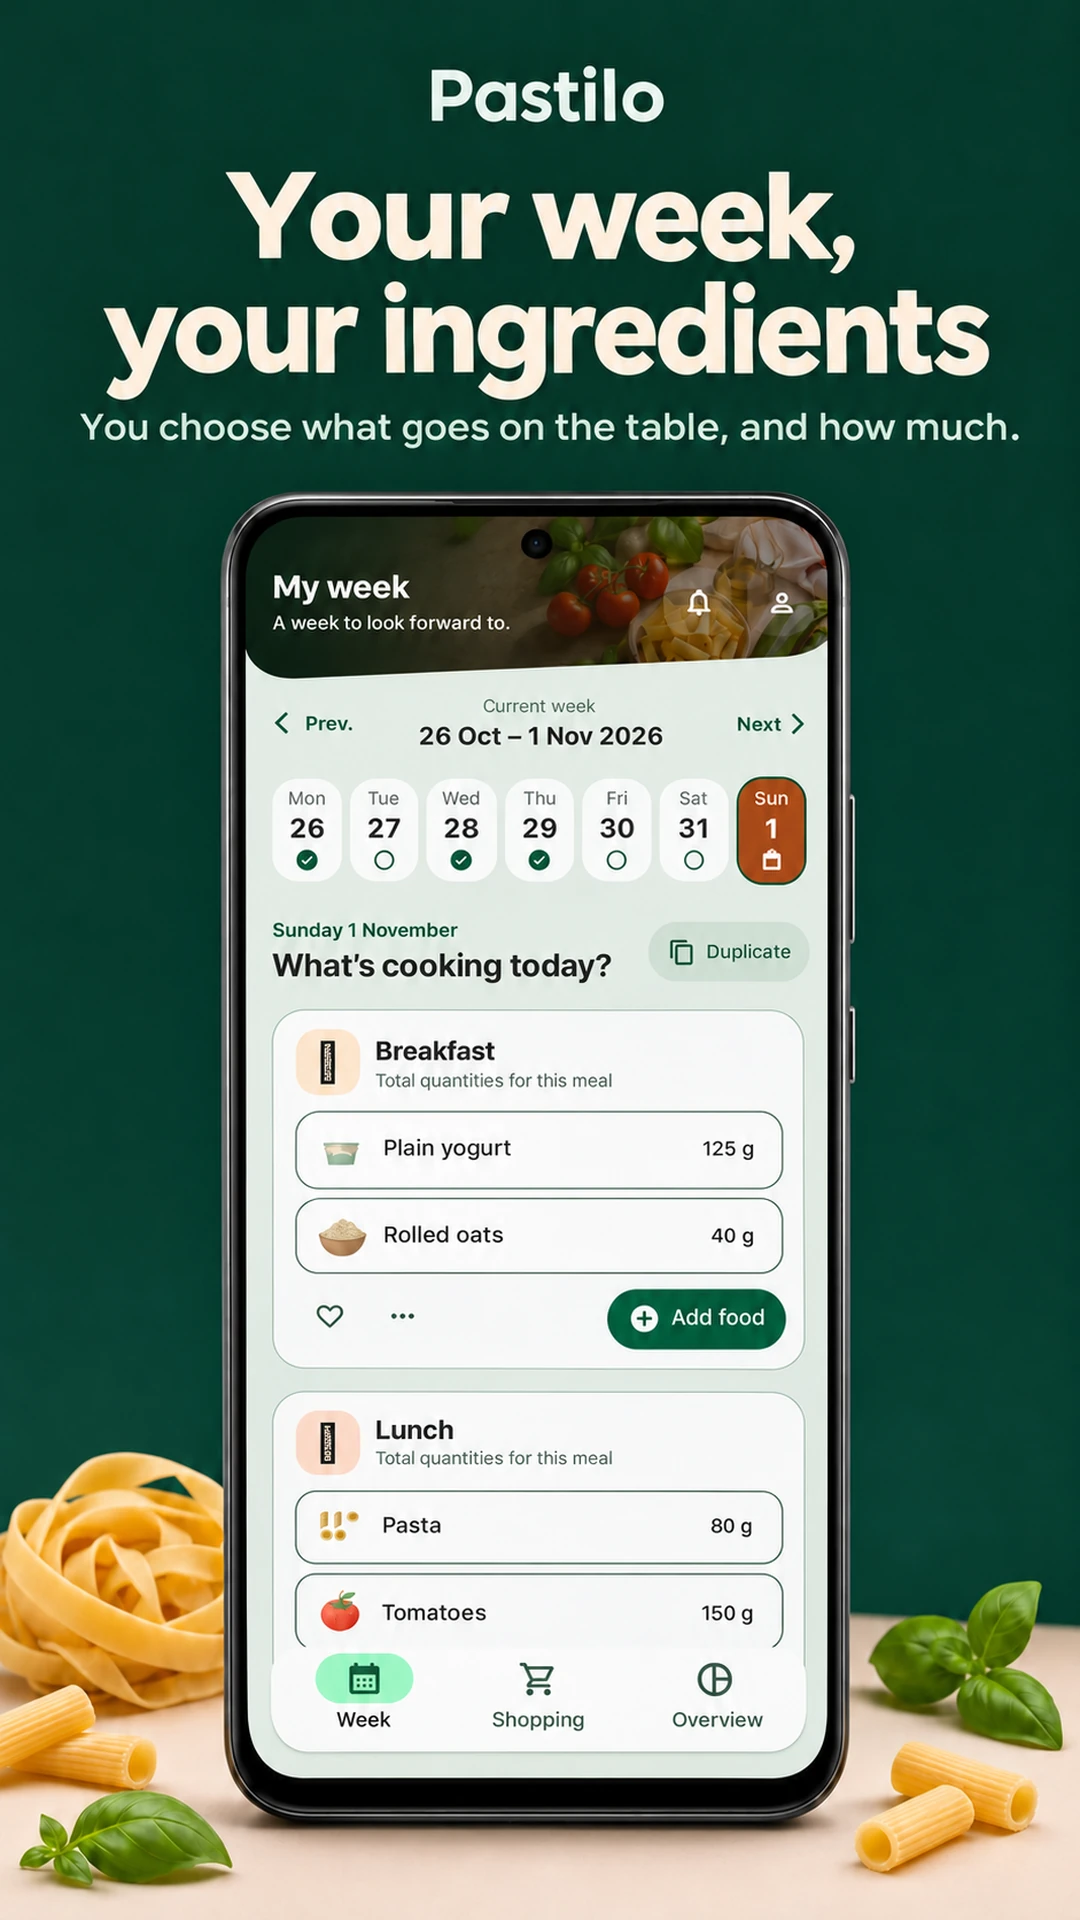 Pastilo
Your week,
your ingredients
You choose what goes on the table, and how much.
My week
A week to look forward to.
Prev.
Current week
26 Oct – 1 Nov 2026
Next
Mon Tue Wed Thu Fri Sat Sun
26 27 28 29 30 31 1
Sunday 1 November
What's cooking today?
Duplicate
Breakfast
Total quantities for this meal
Plain yogurt 125 g
Rolled oats 40 g
Add food
Lunch
Total quantities for this meal
Pasta 80 g
Tomatoes 150 g
Week Shopping Overview